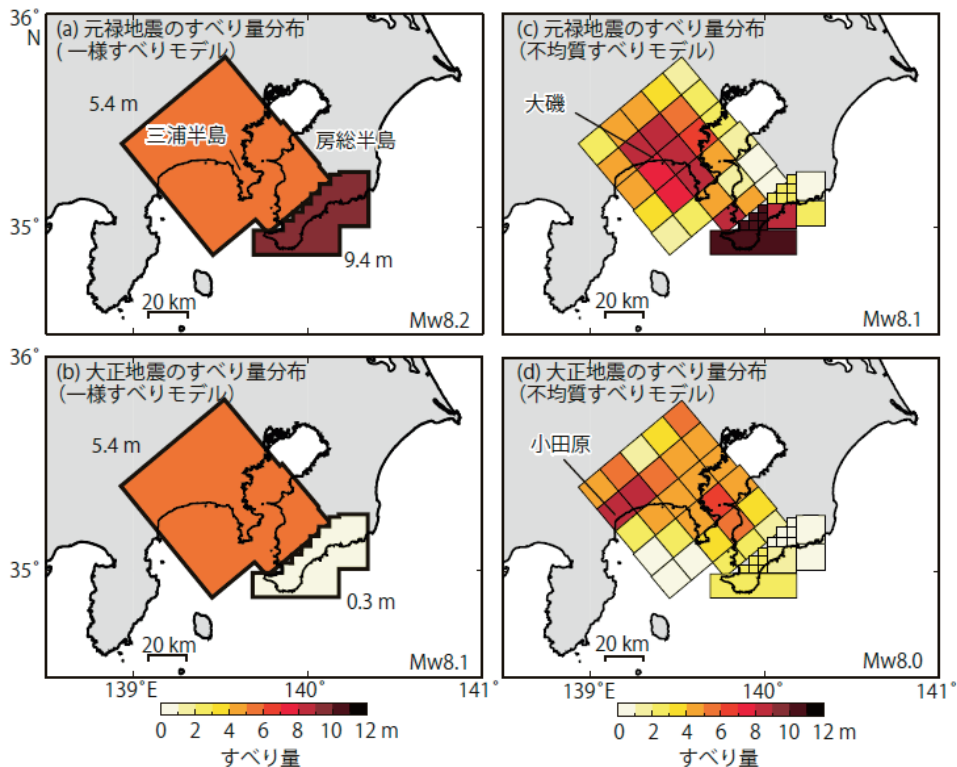 36°
N
35°
(a) 元禄地震のすべり量分布
(一様すべりモデル)
5.4 m
三浦半島
房総半島
9.4 m
20 km
Mw8.2
(c) 元禄地震のすべり量分布
(不均質すべりモデル)
大磯
20 km
Mw8.1
36°
35°
(b) 大正地震のすべり量分布
(一様すべりモデル)
5.4 m
0.3 m
20 km
Mw8.1
(d) 大正地震のすべり量分布
(不均質すべりモデル)
小田原
20 km
Mw8.0
139°E 140° 141°
139°E 140° 141°
0 2 4 6 8 10 12 m
すべり量
0 2 4 6 8 10 12 m
すべり量